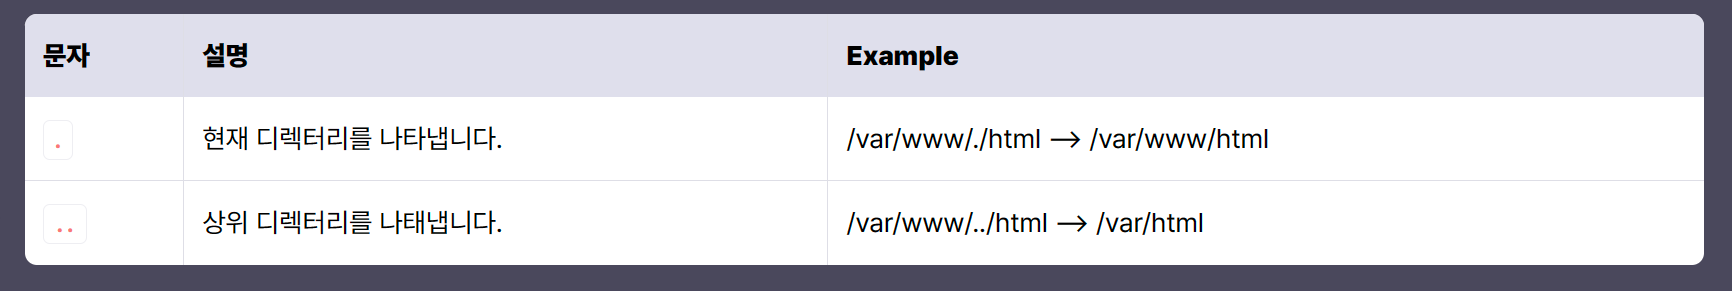 문자 설명 Example
. 현재 디렉터리를 나타냅니다. /var/www/./html –> /var/www/html
.. 상위 디렉터리를 나태냅니다. /var/www/../html –> /var/html